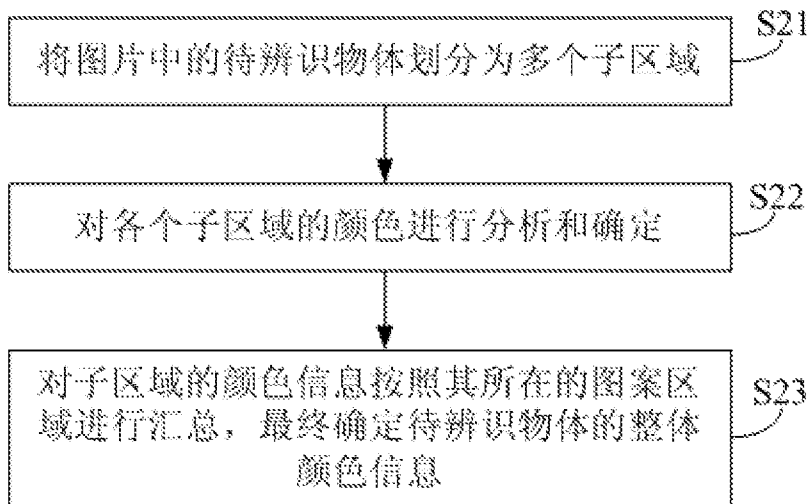 S21
将图片中的待辨识物体划分为多个子区域
S22
对各个子区域的颜色进行分析和确定
S23
对子区域的颜色信息按照其所在的图案区
域进行汇总，最终确定待辨识物体的整体
颜色信息